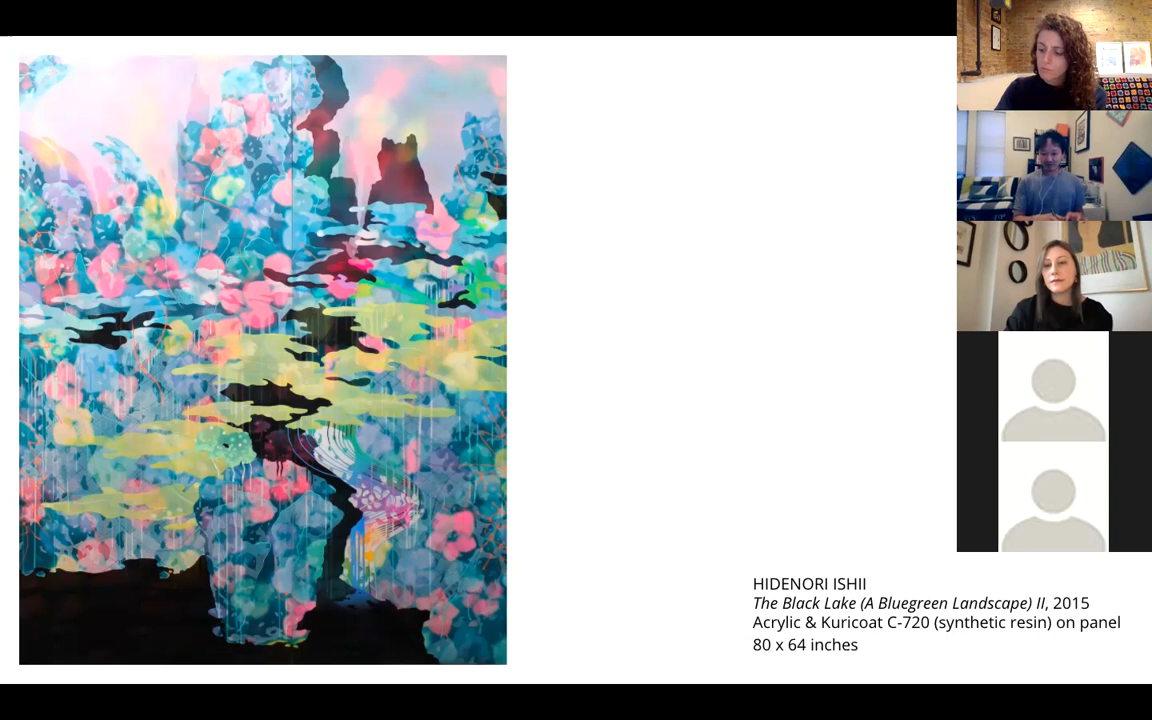 HIDENORI ISHII
The Black Lake (A Bluegreen Landscape) II, 2015
Acrylic & Kuricoat C-720 (synthetic resin) on panel
80 x 64 inches